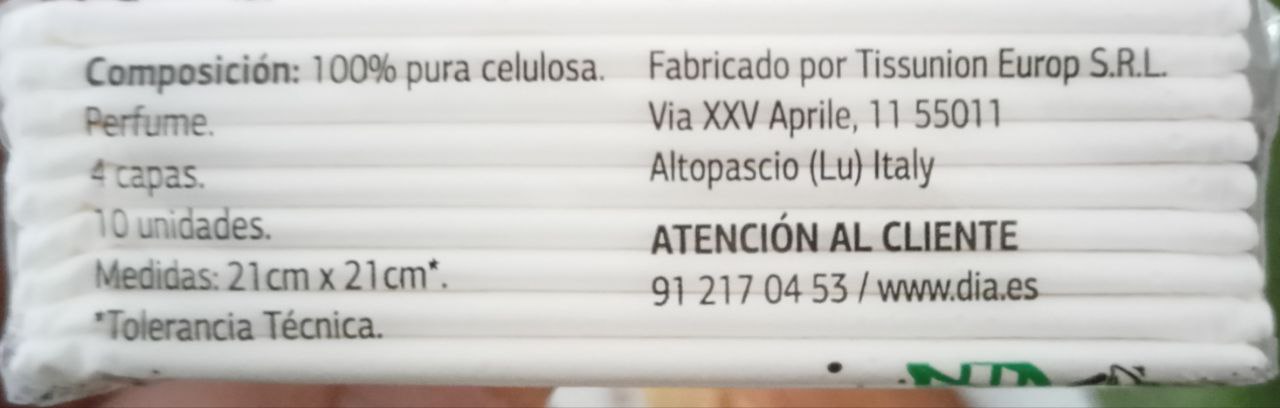 Composición: 100% pura celulosa.
Perfume.
4 capas.
10 unidades.
Medidas: 21cm x 21cm*.
*Tolerancia Técnica.
Fabricado por Tissunion Europ S.R.L.
Via XXV Aprile, 11 55011
Altopascio (Lu) Italy
ATENCIÓN AL CLIENTE
91 217 04 53 / www.dia.es